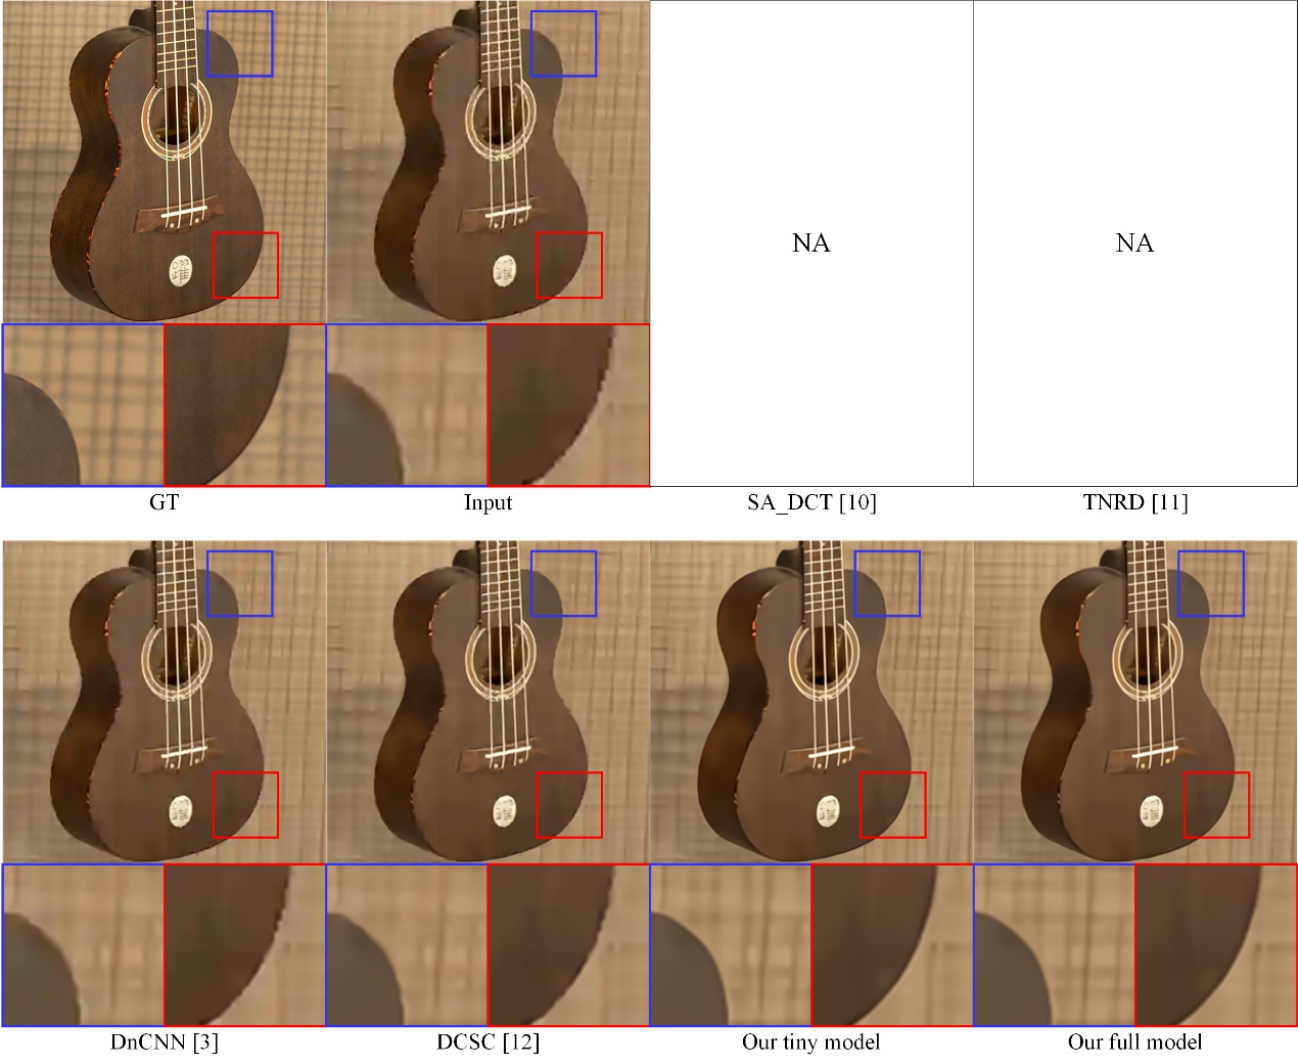 NA
NA
GT
Input
SA_DCT [10]
TNRD [11]
DnCNN [3]
DCSC [12]
Our tiny model
Our full model